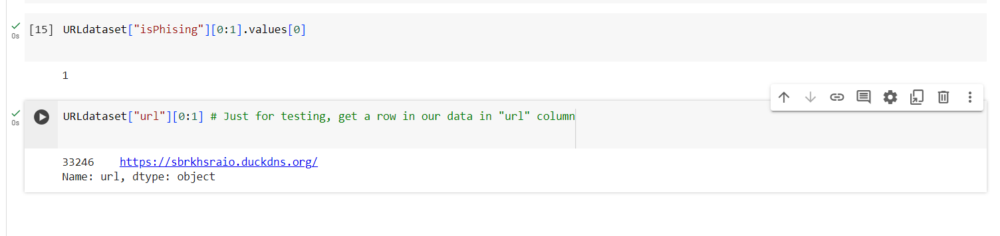 0s
[15] URLdataset["isPhising"][0:1].values[0]
1
0s
URLdataset["url"][0:1] # Just for testing, get a row in our data in "url" column
33246    https://sbrkhsraio.duckdns.org/
Name: url, dtype: object